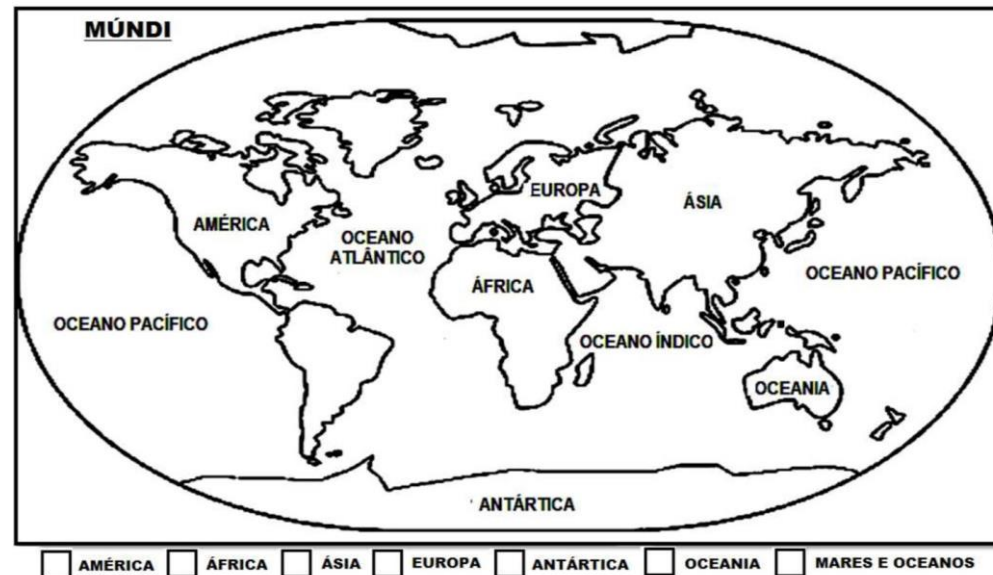 MÚNDI
EUROPA
ÁSIA
AMÉRICA
OCEANO
ATLÂNTICO
OCEANO PACÍFICO
ÁFRICA
OCEANO PACÍFICO
OCEANO ÍNDICO
OCEANIA
ANTÁRTICA
AMÉRICA ÁFRICA ÁSIA EUROPA ANTÁRTICA OCEANIA MARES E OCEANOS